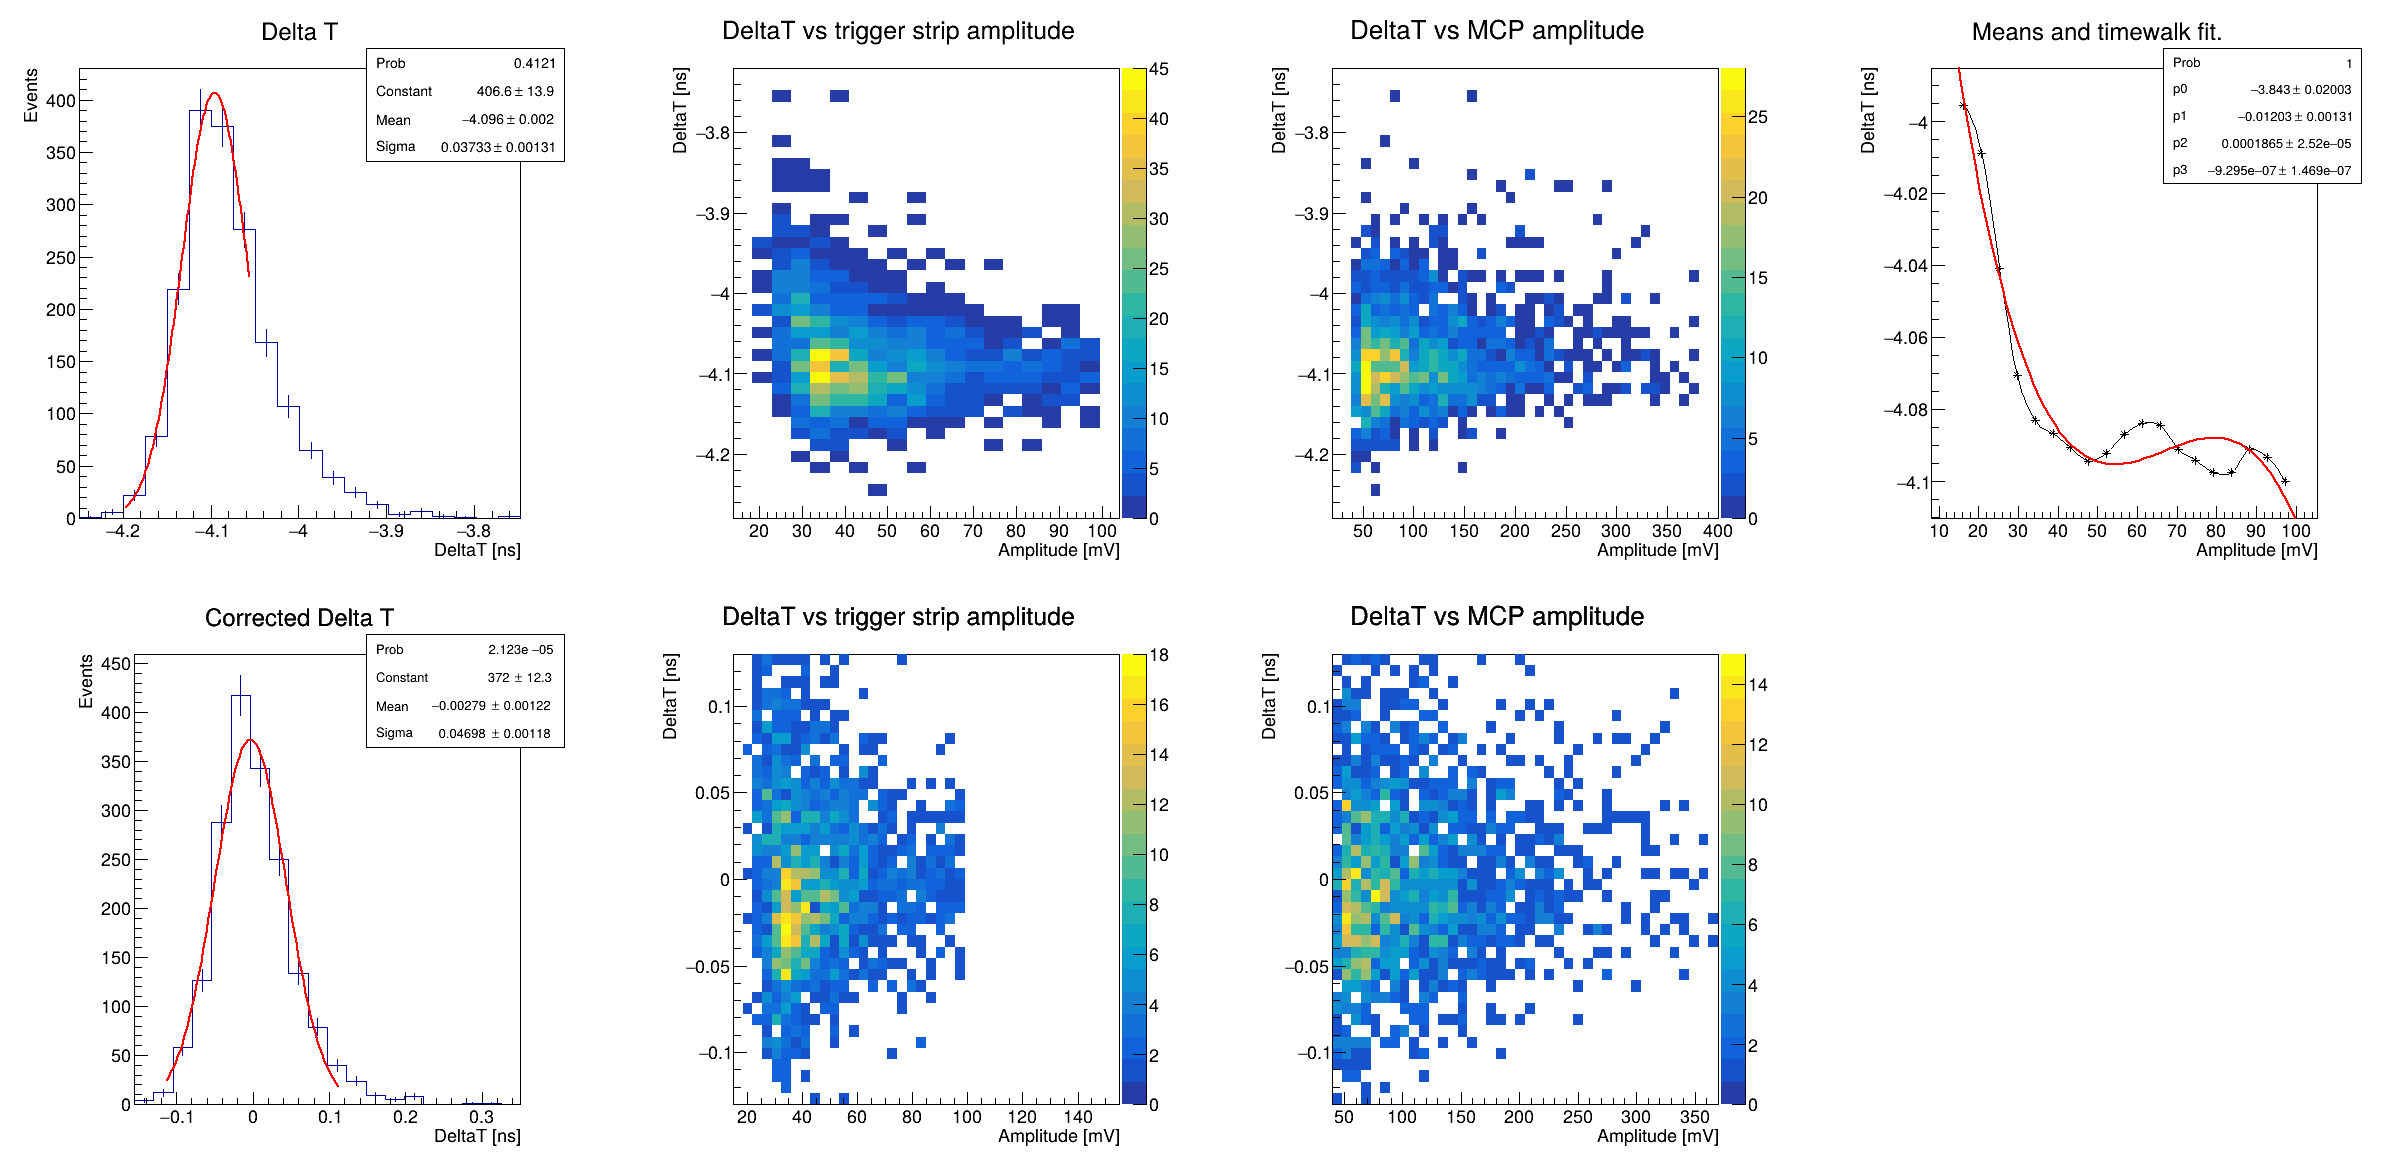 Delta T
Events
Prob 0.4121
Constant 406.6 ± 13.9
Mean −4.096 ± 0.002
Sigma 0.03733 ± 0.00131
400
350
300
250
200
150
100
50
0
−4.2 −4.1 −4 −3.9 −3.8
DeltaT [ns]
DeltaT vs trigger strip amplitude
DeltaT [ns]
−3.8
−3.9
−4
−4.1
−4.2
20 30 40 50 60 70 80 90 100
Amplitude [mV]
45
40
35
30
25
20
15
10
5
0
DeltaT vs MCP amplitude
DeltaT [ns]
−3.8
−3.9
−4
−4.1
−4.2
50 100 150 200 250 300 350 400
Amplitude [mV]
25
20
15
10
5
0
Means and timewalk fit.
DeltaT [ns]
Prob 1
p0 −3.843 ± 0.02003
p1 −0.01203 ± 0.00131
p2 0.0001865 ± 2.52e−05
p3 −9.295e−07 ± 1.469e−07
−4
−4.02
−4.04
−4.06
−4.08
−4.1
10 20 30 40 50 60 70 80 90 100
Amplitude [mV]
Corrected Delta T
Events
Prob 2.123e −05
Constant 372 ± 12.3
Mean −0.00279 ± 0.00122
Sigma 0.04698 ± 0.00118
450
400
350
300
250
200
150
100
50
0
−0.1 0 0.1 0.2 0.3
DeltaT [ns]
DeltaT vs trigger strip amplitude
DeltaT [ns]
0.1
0.05
0
−0.05
−0.1
20 40 60 80 100 120 140
Amplitude [mV]
18
16
14
12
10
8
6
4
2
0
DeltaT vs MCP amplitude
DeltaT [ns]
0.1
0.05
0
−0.05
−0.1
50 100 150 200 250 300 350
Amplitude [mV]
14
12
10
8
6
4
2
0